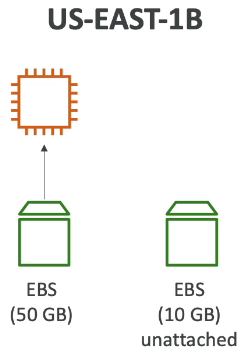 US-EAST-1B
EBS
(50 GB)
EBS
(10 GB)
unattached